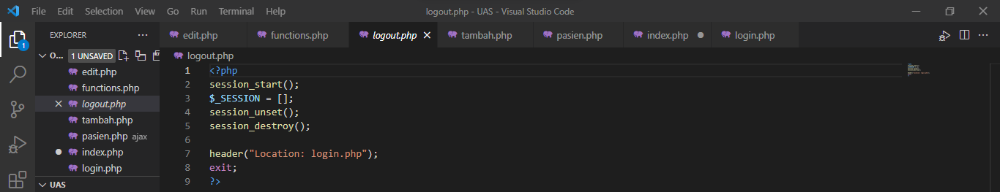 File Edit Selection View Go Run Terminal Help logout.php - UAS - Visual Studio Code
EXPLORER
edit.php functions.php logout.php tambah.php pasien.php index.php login.php
1
O... 1 UNSAVED
edit.php
functions.php
logout.php
tambah.php
pasien.php ajax
index.php
login.php
UAS
logout.php
1 <?php
2 session_start();
3 $_SESSION = [];
4 session_unset();
5 session_destroy();
6
7 header("Location: login.php");
8 exit;
9 ?>